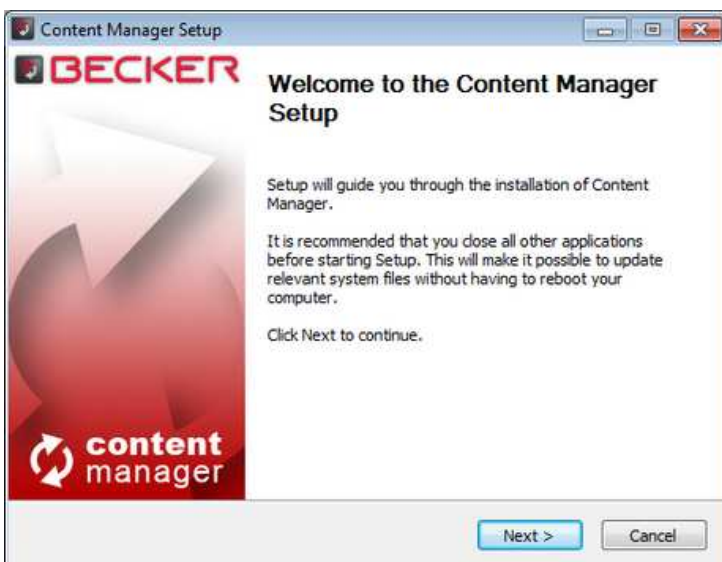 Content Manager Setup
BECKER
Welcome to the Content Manager
Setup
Setup will guide you through the installation of Content
Manager.
It is recommended that you close all other applications
before starting Setup. This will make it possible to update
relevant system files without having to reboot your
computer.
Click Next to continue.
content
manager
Next >
Cancel